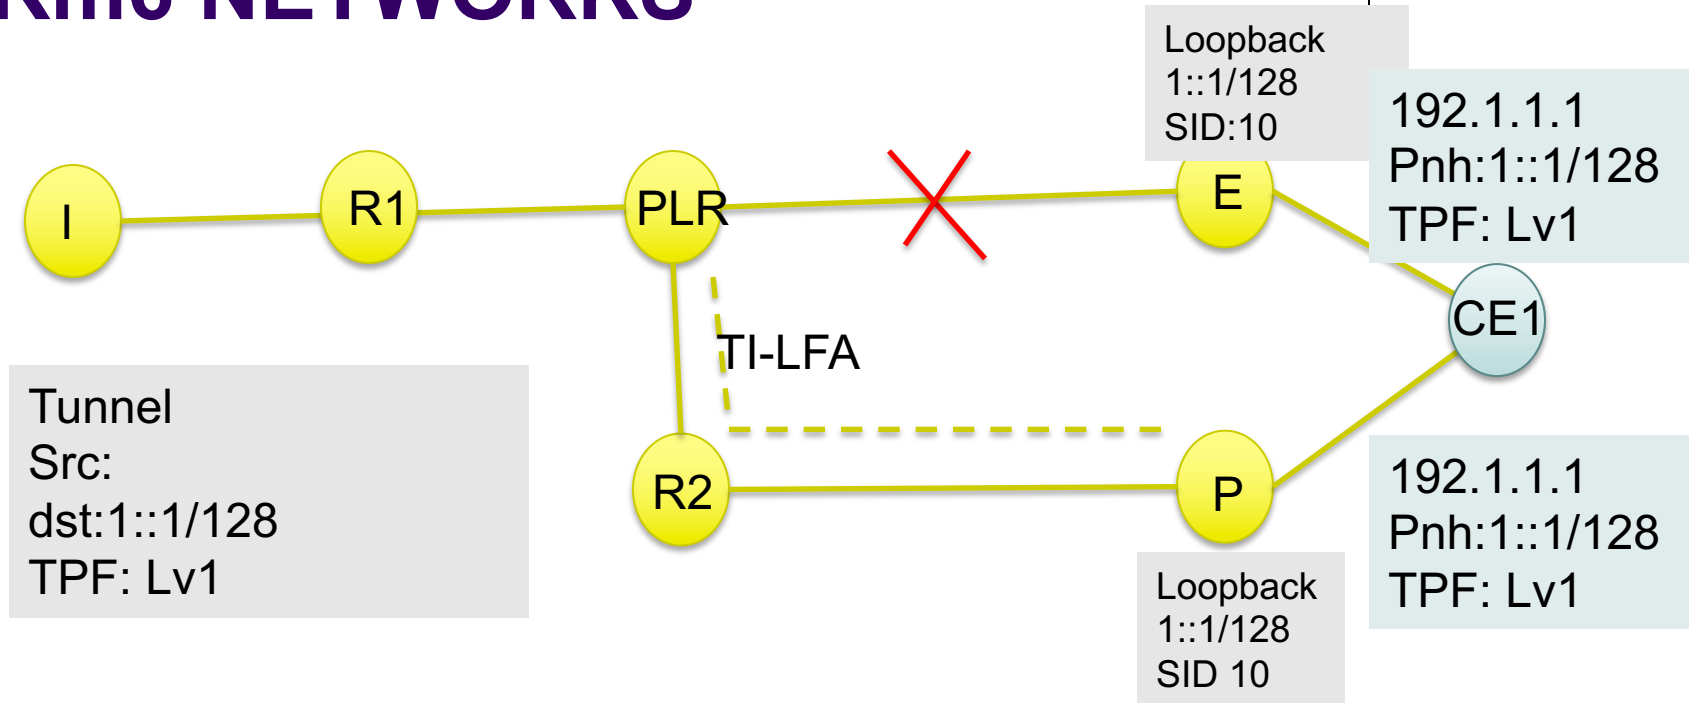 NETWORKS
Loopback
1::1/128
SID:10
192.1.1.1
Pnh:1::1/128
TPF: Lv1
I
R1
PLR
E
CE1
TI-LFA
Tunnel
Src:
dst:1::1/128
TPF: Lv1
R2
P
192.1.1.1
Pnh:1::1/128
TPF: Lv1
Loopback
1::1/128
SID 10